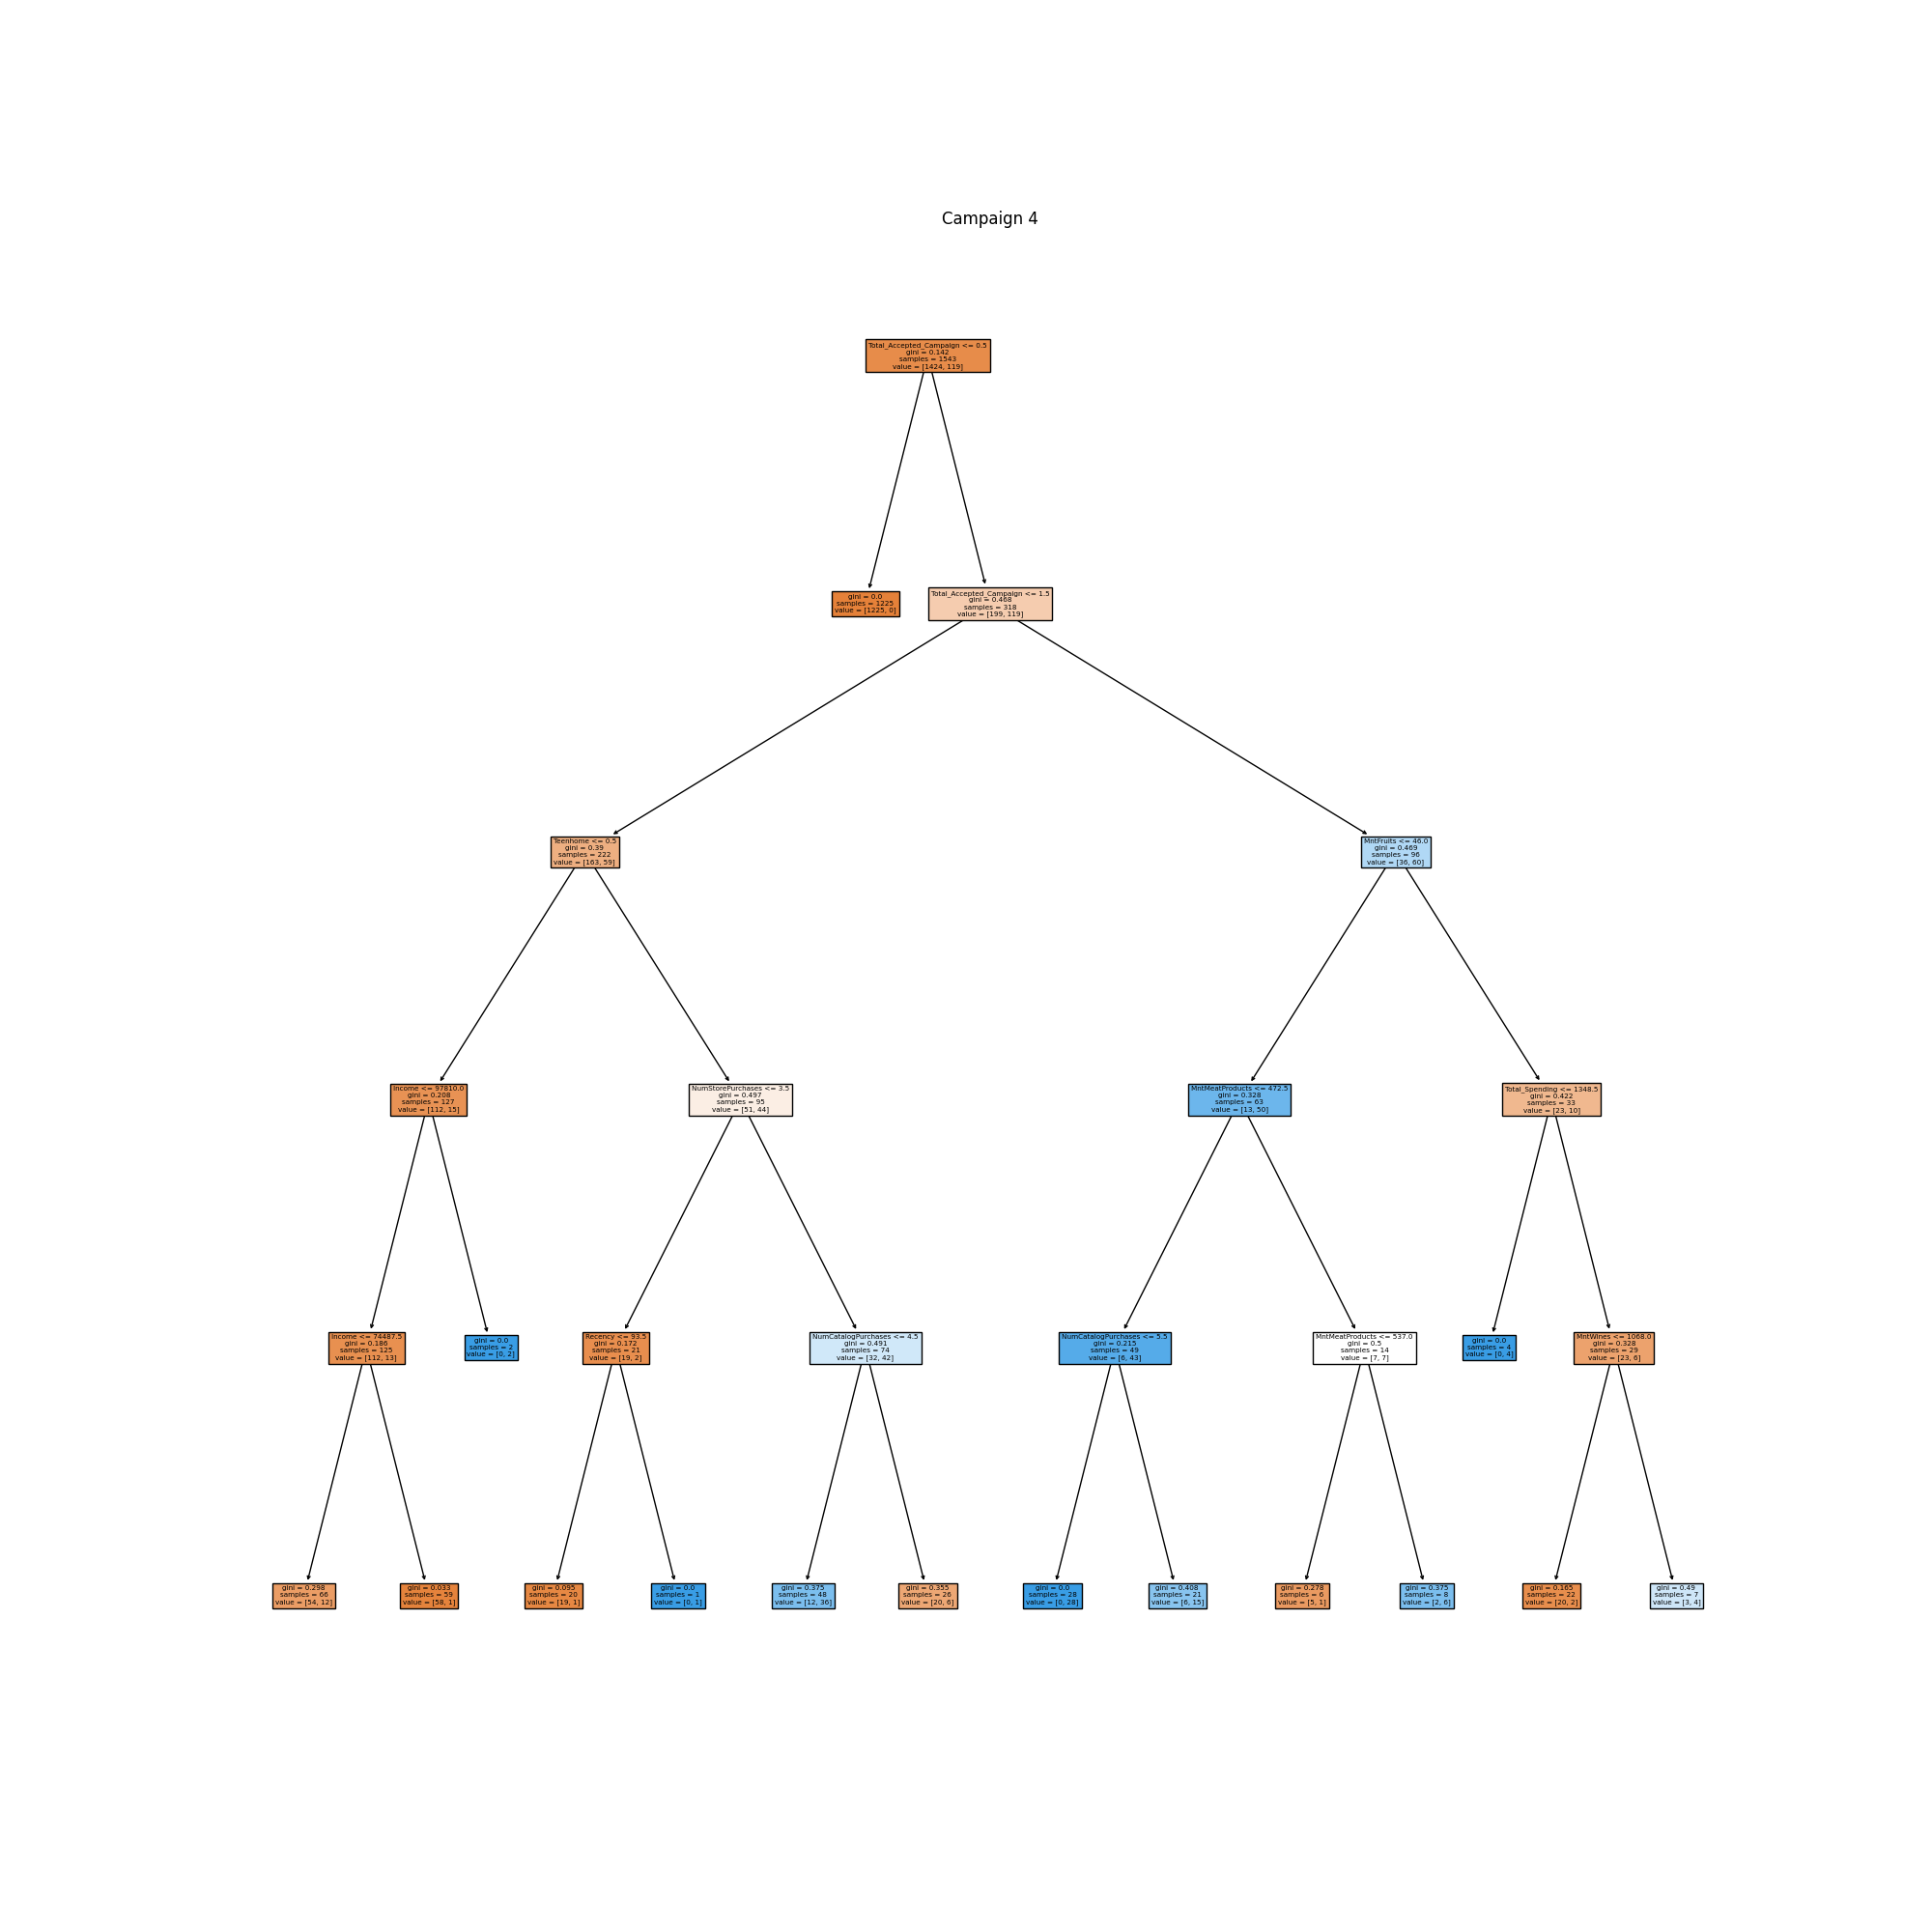 Campaign 4
Total_Accepted_Campaign <= 0.5
gini = 0.142
samples = 1543
value = [1424, 119]
gini = 0.0
samples = 1225
value = [1225, 0]
Total_Accepted_Campaign <= 1.5
gini = 0.468
samples = 318
value = [199, 119]
Teenhome <= 0.5
gini = 0.39
samples = 222
value = [163, 59]
MntFruits <= 46.0
gini = 0.469
samples = 96
value = [36, 60]
Income <= 97810.0
gini = 0.208
samples = 127
value = [112, 15]
NumStorePurchases <= 3.5
gini = 0.497
samples = 95
value = [51, 44]
MntMeatProducts <= 472.5
gini = 0.328
samples = 63
value = [13, 50]
Total_Spending <= 1348.5
gini = 0.422
samples = 33
value = [23, 10]
Income <= 74487.5
gini = 0.186
samples = 125
value = [112, 13]
gini = 0.0
samples = 2
value = [0, 2]
Recency <= 93.5
gini = 0.172
samples = 21
value = [19, 2]
NumCatalogPurchases <= 4.5
gini = 0.491
samples = 74
value = [32, 42]
NumCatalogPurchases <= 5.5
gini = 0.215
samples = 49
value = [6, 43]
MntMeatProducts <= 537.0
gini = 0.5
samples = 14
value = [7, 7]
gini = 0.0
samples = 4
value = [0, 4]
MntWines <= 1068.0
gini = 0.328
samples = 29
value = [23, 6]
gini = 0.298
samples = 66
value = [54, 12]
gini = 0.033
samples = 59
value = [58, 1]
gini = 0.095
samples = 20
value = [19, 1]
gini = 0.0
samples = 1
value = [0, 1]
gini = 0.375
samples = 48
value = [12, 36]
gini = 0.355
samples = 26
value = [20, 6]
gini = 0.0
samples = 28
value = [0, 28]
gini = 0.408
samples = 21
value = [6, 15]
gini = 0.278
samples = 6
value = [5, 1]
gini = 0.375
samples = 8
value = [2, 6]
gini = 0.165
samples = 22
value = [20, 2]
gini = 0.49
samples = 7
value = [3, 4]